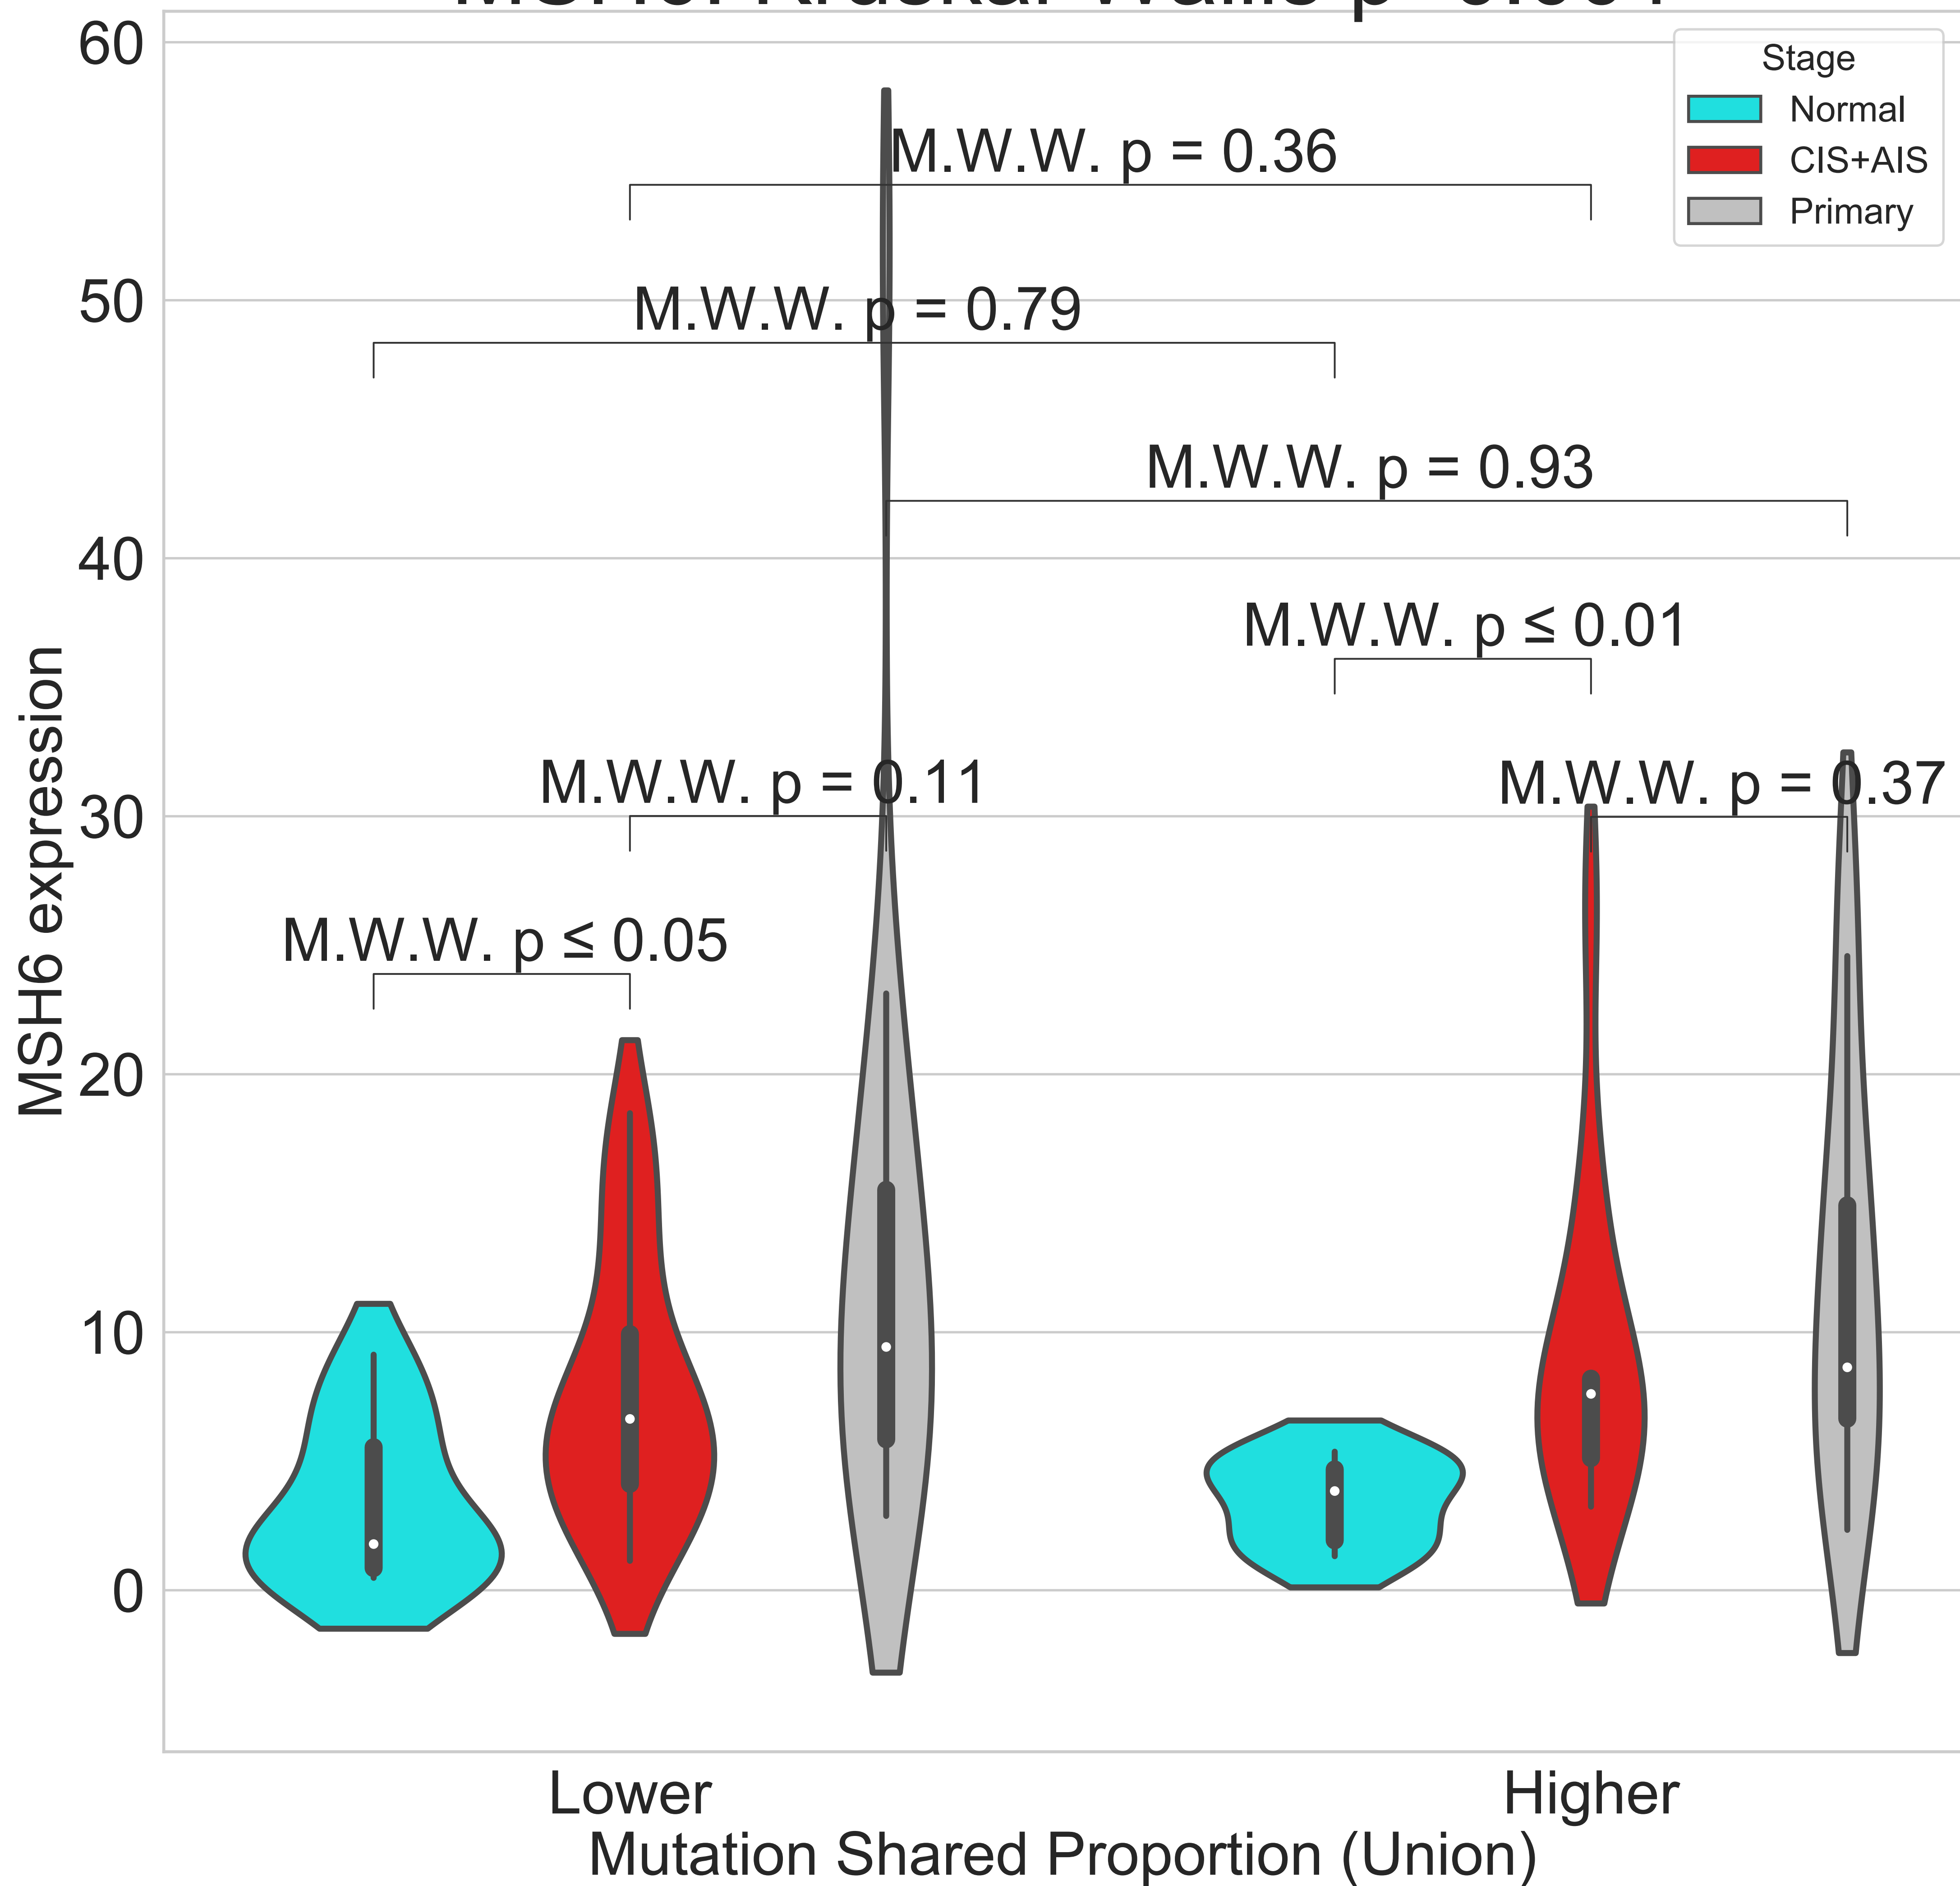 60
Stage
Normal
CIS+AIS
Primary
M.W.W. p = 0.36
50
M.W.W. p = 0.79
M.W.W. p = 0.93
40
M.W.W. p ≤ 0.01
M.W.W. p = 0.11
M.W.W. p = 0.37
30
M.W.W. p ≤ 0.05
20
10
0
MSH6 expression
Lower
Higher
Mutation Shared Proportion (Union)